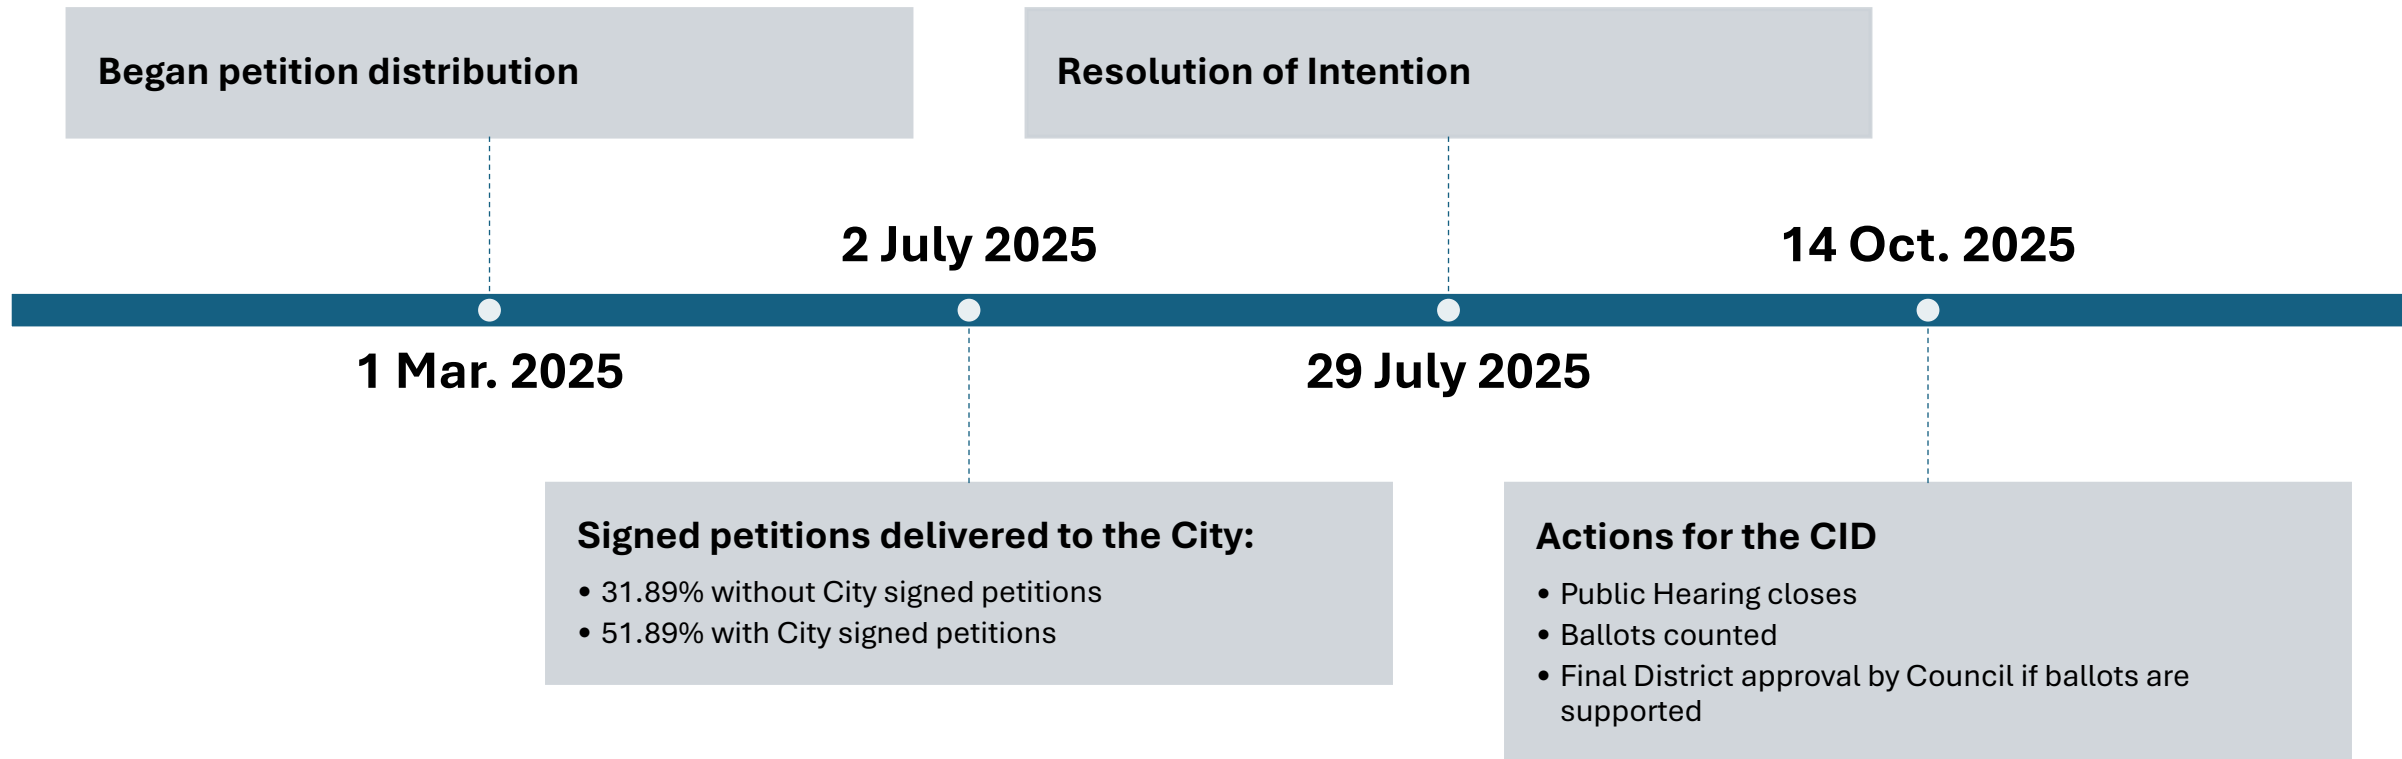 Began petition distribution
Resolution of Intention
2 July 2025
14 Oct. 2025
1 Mar. 2025
29 July 2025
Signed petitions delivered to the City:
• 31.89% without City signed petitions
• 51.89% with City signed petitions
Actions for the CID
• Public Hearing closes
• Ballots counted
• Final District approval by Council if ballots are
supported